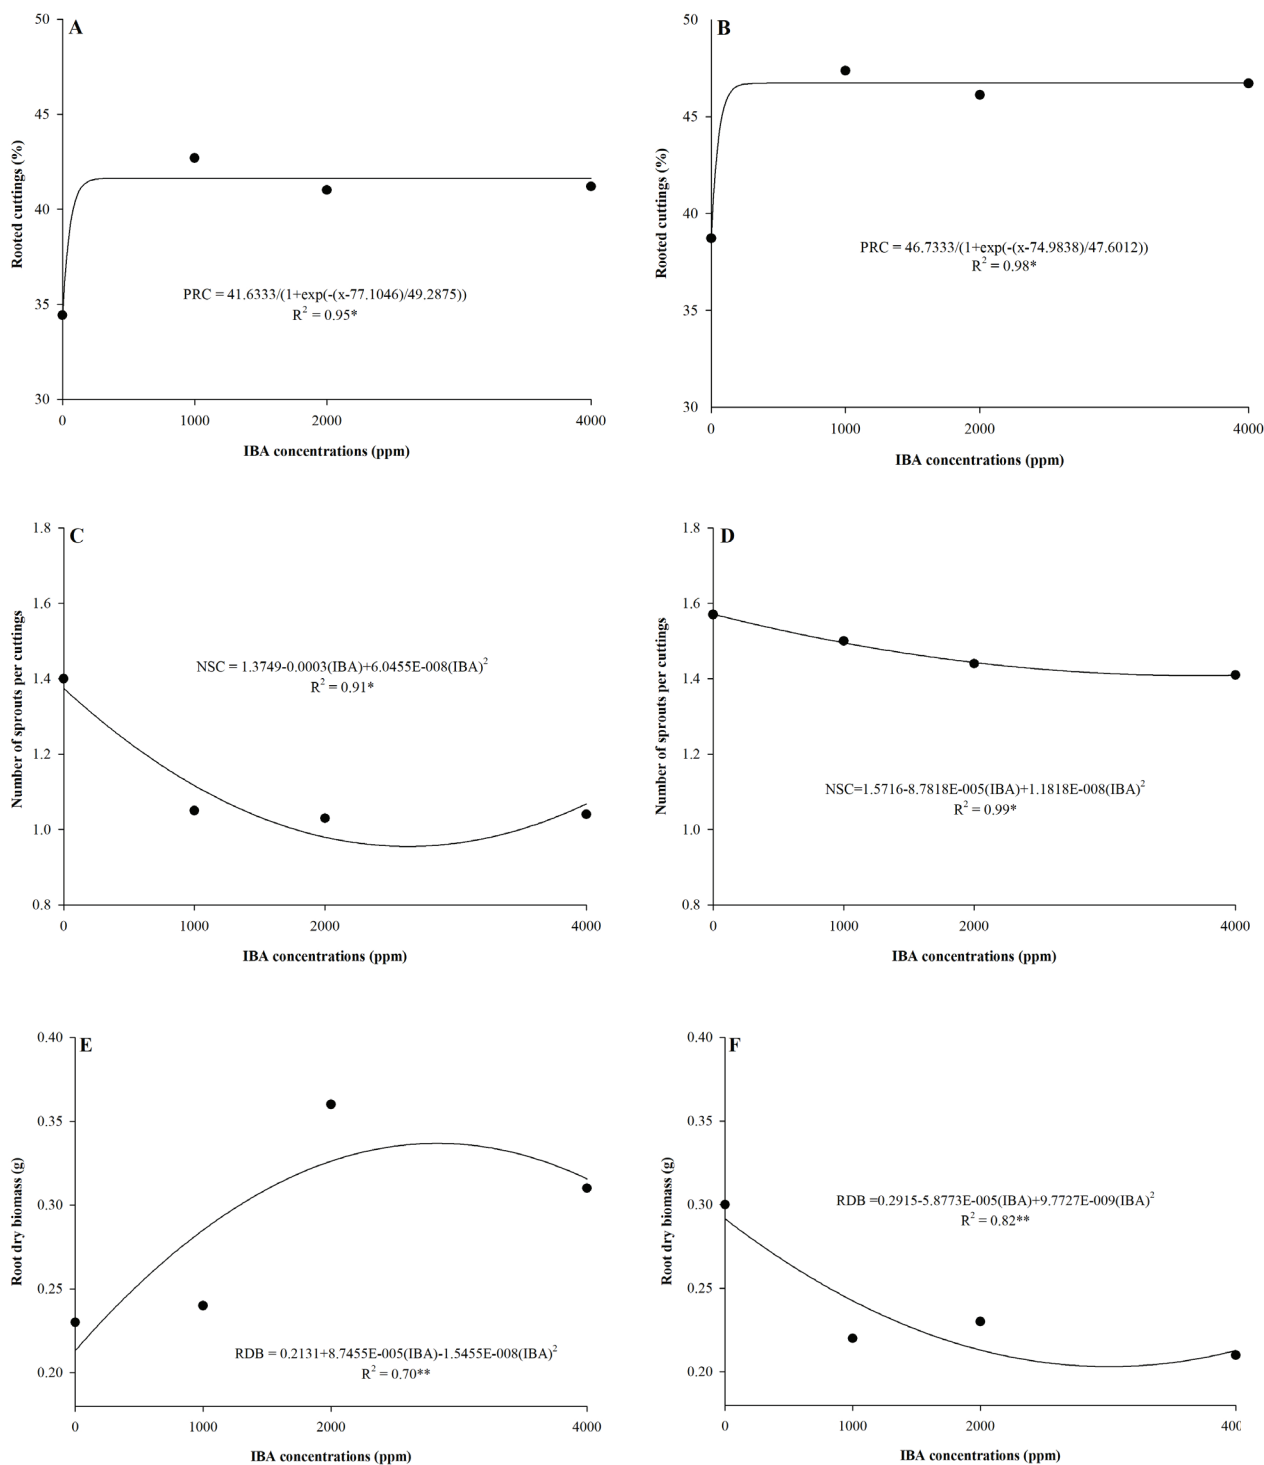 A
50
45
40
35
30
Rooted cuttings (%)
PRC = 41.6333/(1+exp(-(x-77.1046)/49.2875))
R² = 0.95*
0 1000 2000 4000
IBA concentrations (ppm)
B
50
45
40
35
30
Rooted cuttings (%)
PRC = 46.7333/(1+exp(-(x-74.9838)/47.6012))
R² = 0.98*
0 1000 2000 4000
IBA concentrations (ppm)
C
1.8
1.6
1.4
1.2
1.0
0.8
Number of sprouts per cuttings
NSC = 1.3749-0.0003(IBA)+6.0455E-008(IBA)²
R² = 0.91*
0 1000 2000 4000
IBA concentrations (ppm)
D
1.8
1.6
1.4
1.2
1.0
0.8
Number of sprouts per cuttings
NSC=1.5716-8.7818E-005(IBA)+1.1818E-008(IBA)²
R² = 0.99*
0 1000 2000 4000
IBA concentrations (ppm)
E
0.40
0.35
0.30
0.25
0.20
Root dry biomass (g)
RDB = 0.2131+8.7455E-005(IBA)-1.5455E-008(IBA)²
R² = 0.70**
0 1000 2000 4000
IBA concentrations (ppm)
F
0.40
0.35
0.30
0.25
0.20
Root dry biomass (g)
RDB =0.2915-5.8773E-005(IBA)+9.7727E-009(IBA)²
R² = 0.82**
0 1000 2000 400
IBA concentrations (ppm)